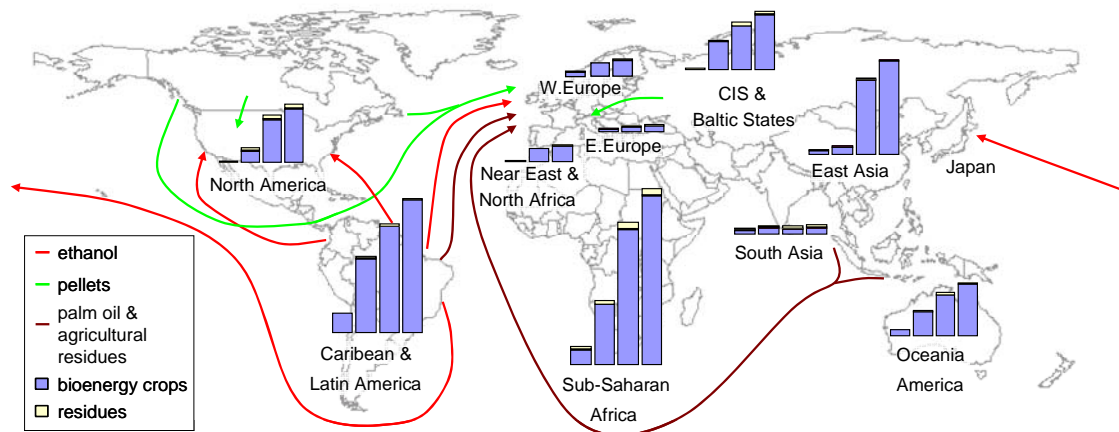 W.Europe
CIS &
Baltic States
E.Europe
East Asia
Japan
North America
Near East &
North Africa
South Asia
ethanol
pellets
palm oil &
agricultural
residues
bioenergy crops
residues
Caribean &
Latin America
Sub-Saharan
Africa
Oceania
America